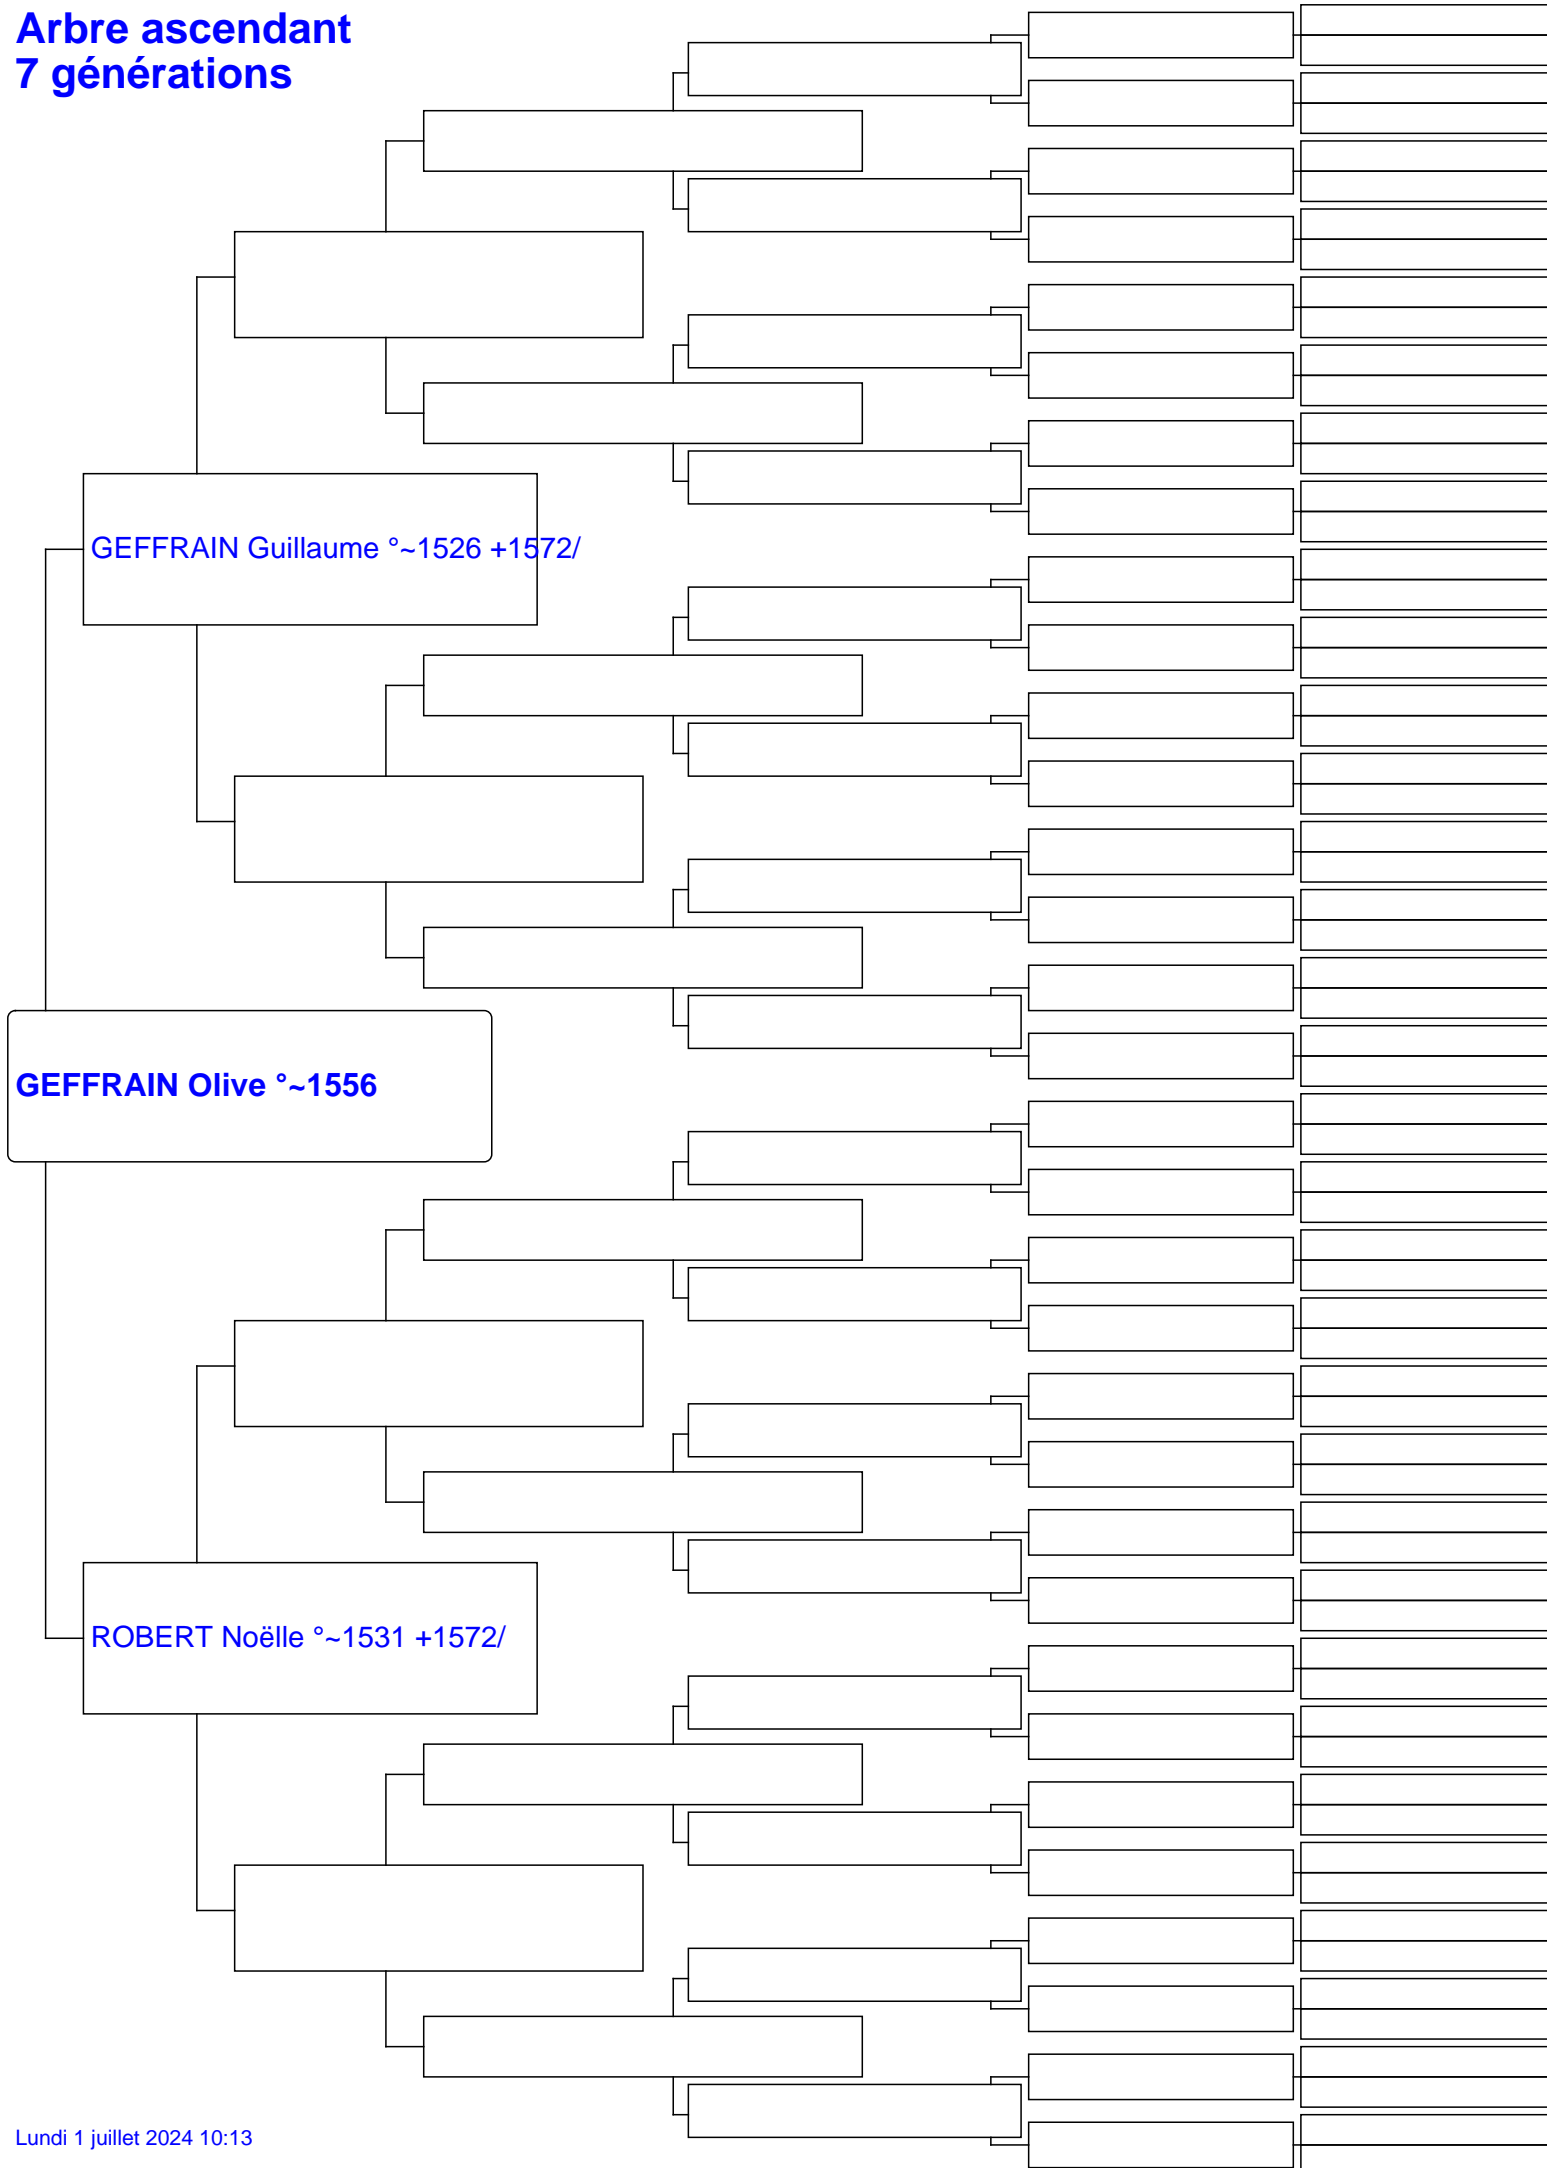 Arbre ascendant
7 générations
GEFFRAIN Guillaume °~1526 +1572/
GEFFRAIN Olive °~1556
ROBERT Noëlle °~1531 +1572/
Lundi 1 juillet 2024 10:13